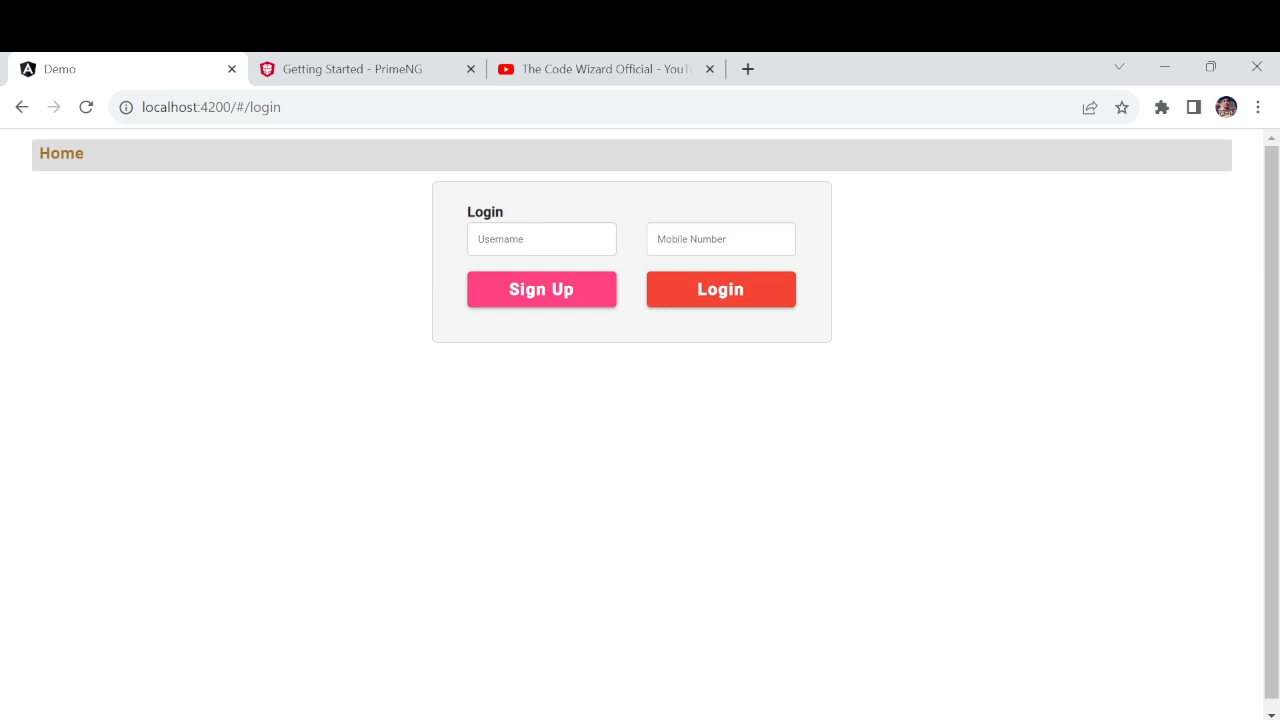 Demo
Getting Started - PrimeNG
The Code Wizard Official - YouT
localhost:4200/#/login
Home
Login
Username
Mobile Number
Sign Up
Login